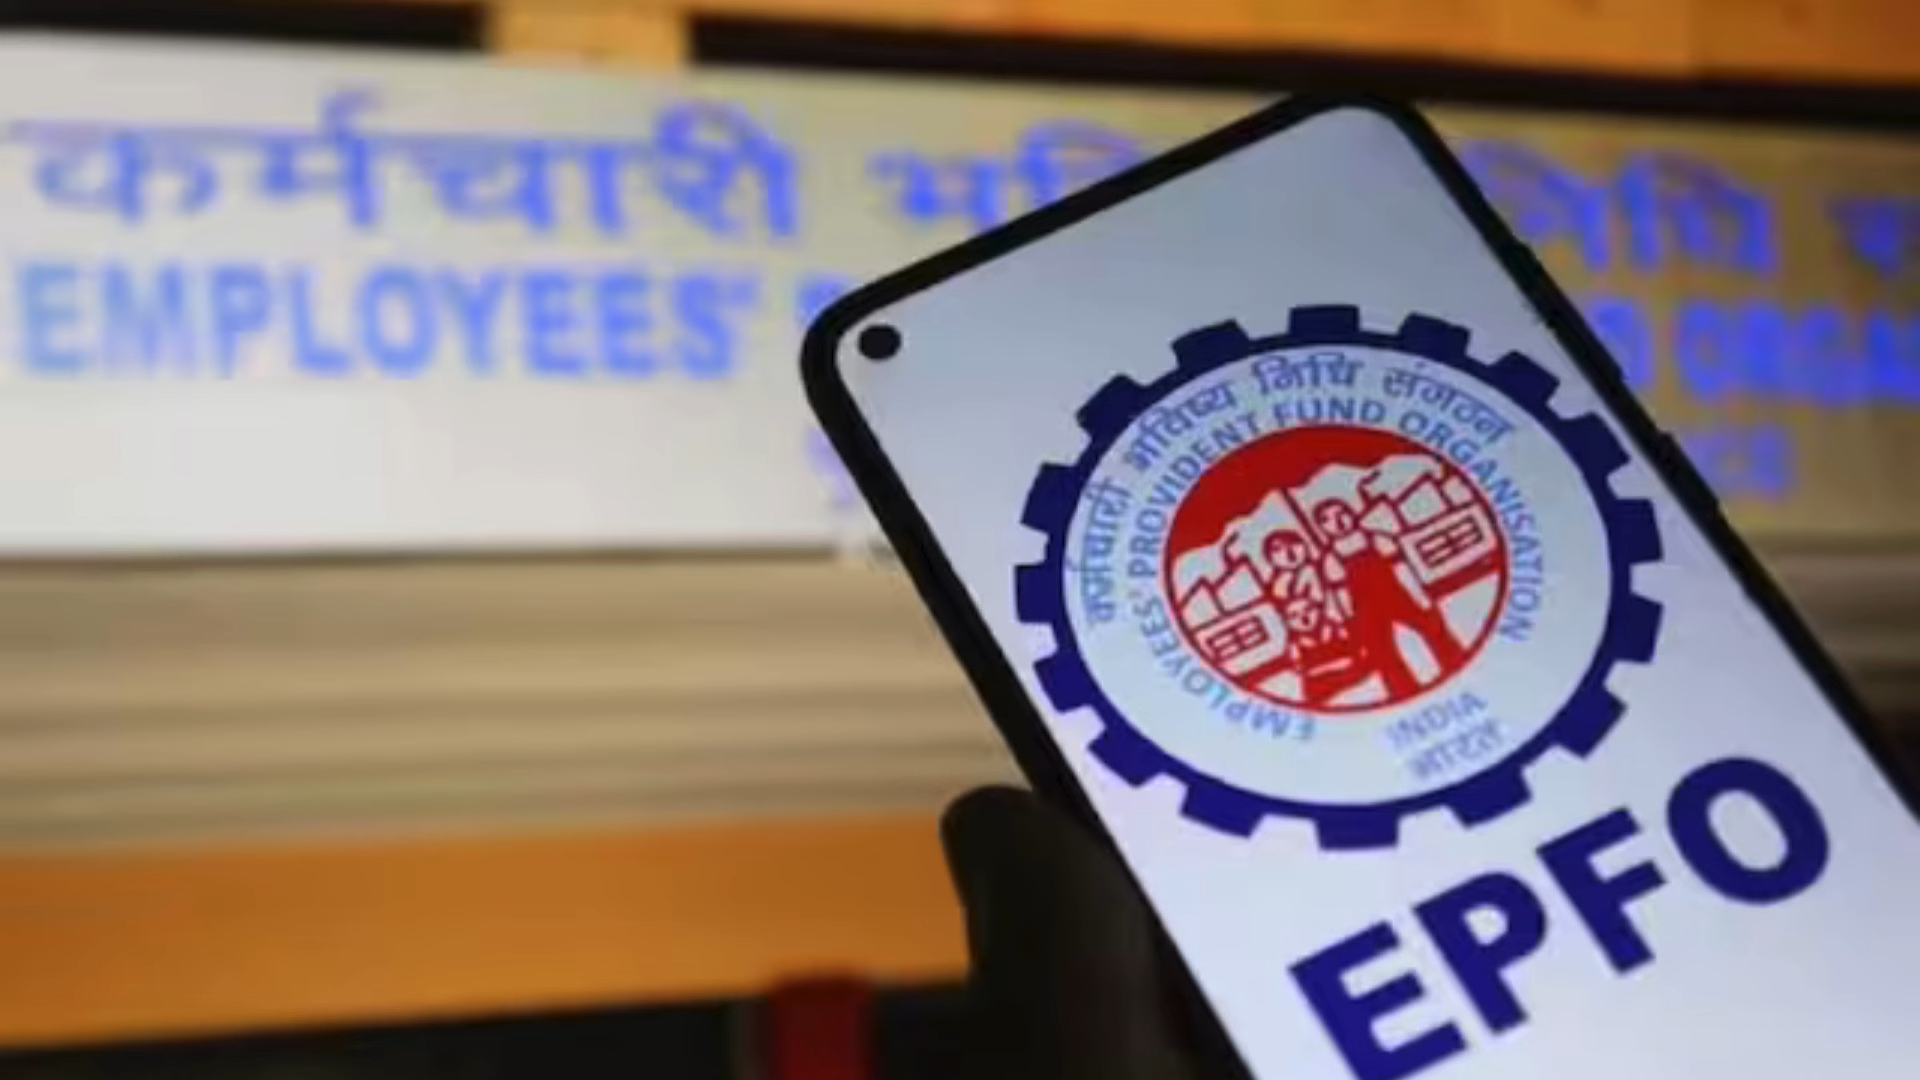 कर्मचारी
EMPLOYEES'
कर्मचारी भविष्य निधि संगठन
EMPLOYEES' PROVIDENT FUND ORGANISATION
INDIA
भारत
EPFO